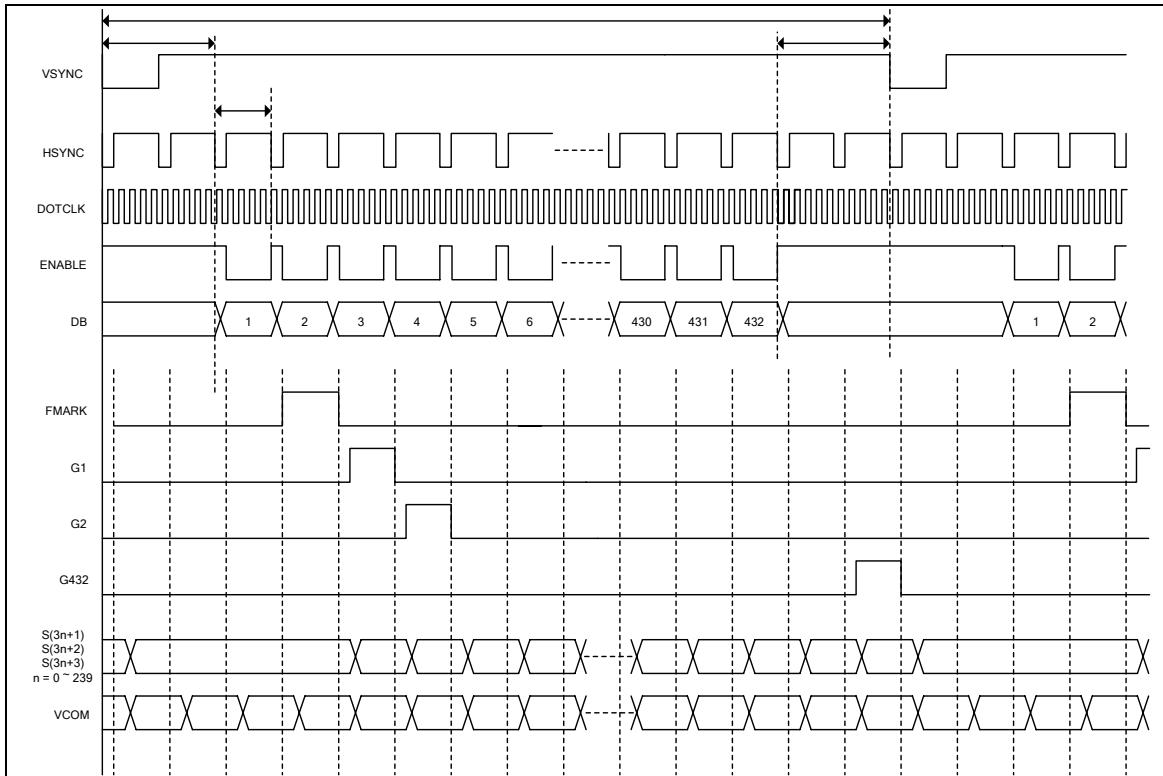 VSYNC
HSYNC
DOTCLK
ENABLE
DB
1 2 3 4 5 6 430 431 432 1 2
FMARK
G1
G2
G432
S(3n+1)
S(3n+2)
S(3n+3)
n = 0 ~ 239
VCOM